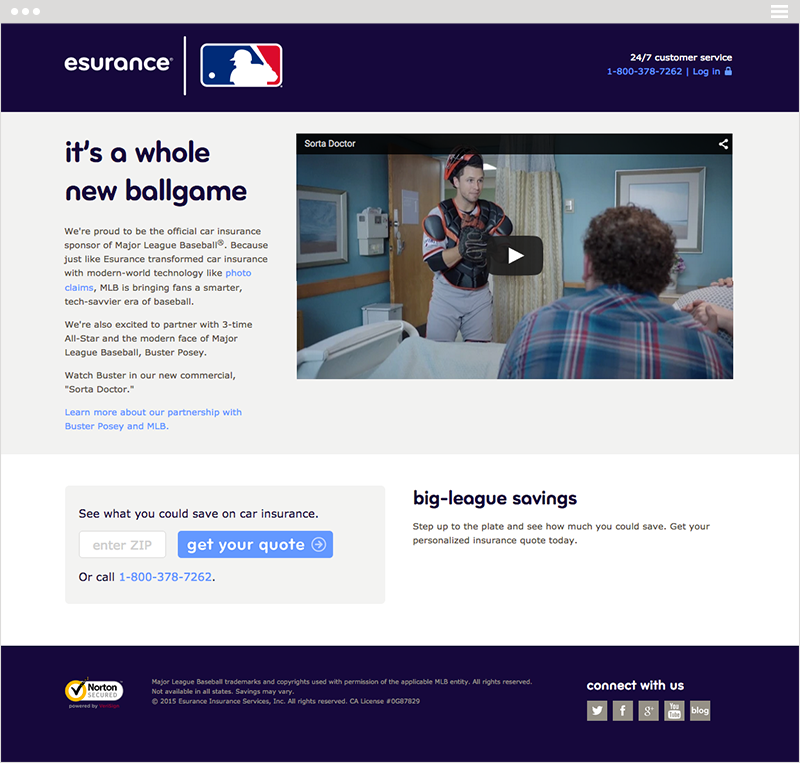 esurance®
24/7 customer service
1-800-378-7262 | Log in
it's a whole
new ballgame
We're proud to be the official car insurance
sponsor of Major League Baseball®. Because
just like Esurance transformed car insurance
with modern-world technology like photo
claims, MLB is bringing fans a smarter,
tech-savvier era of baseball.
We're also excited to partner with 3-time
All-Star and the modern face of Major
League Baseball, Buster Posey.
Watch Buster in our new commercial,
"Sorta Doctor."
Learn more about our partnership with
Buster Posey and MLB.
Sorta Doctor
See what you could save on car insurance.
enter ZIP
get your quote
Or call 1-800-378-7262.
big-league savings
Step up to the plate and see how much you could save. Get your
personalized insurance quote today.
Norton
SECURED
powered by VeriSign
Major League Baseball trademarks and copyrights used with permission of the applicable MLB entity. All rights reserved.
Not available in all states. Savings may vary.
© 2015 Esurance Insurance Services, Inc. All rights reserved. CA License #0G87829
connect with us
f
g+
You
Tube
blog